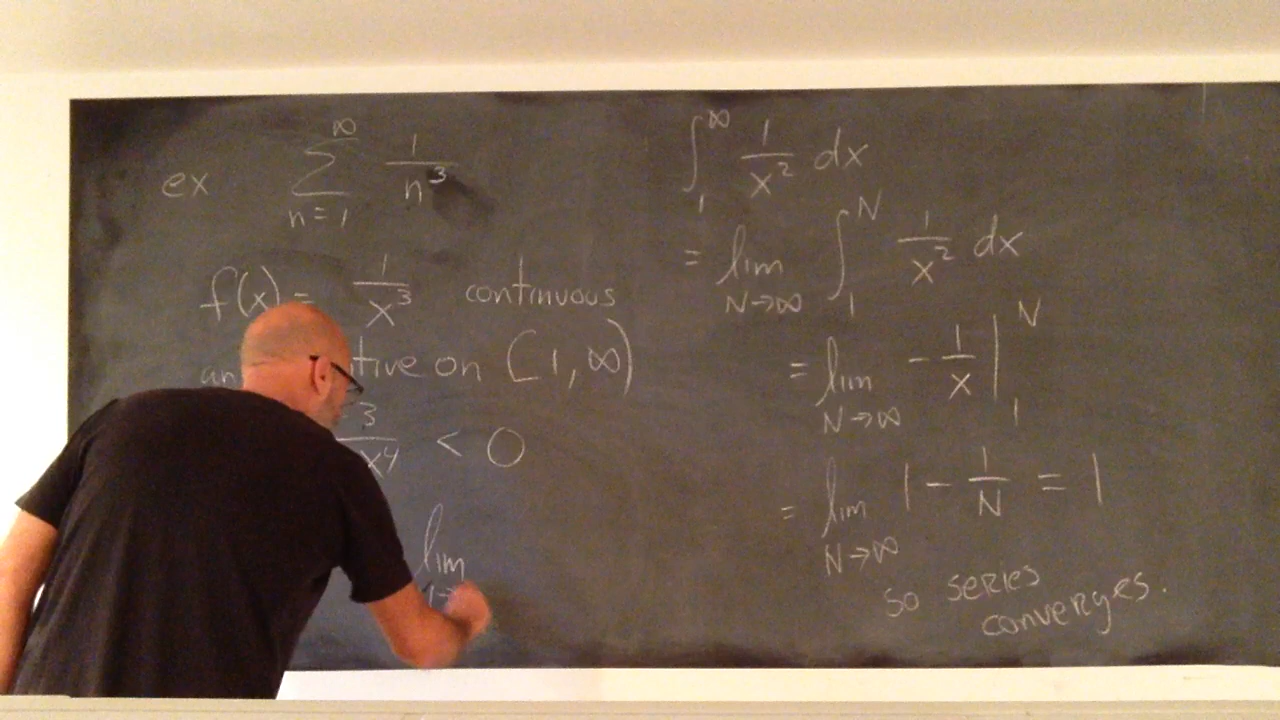 ex ∑_{n=1}^{∞} 1/n³
f(x) = 1/x³ continuous
on (1, ∞)
3/x⁴ < 0
lim
∫_1^∞ 1/x² dx
= lim_{N→∞} ∫_1^N 1/x² dx
= lim_{N→∞} -1/x |_1^N
= lim_{N→∞} 1 - 1/N = 1
so series
converges.